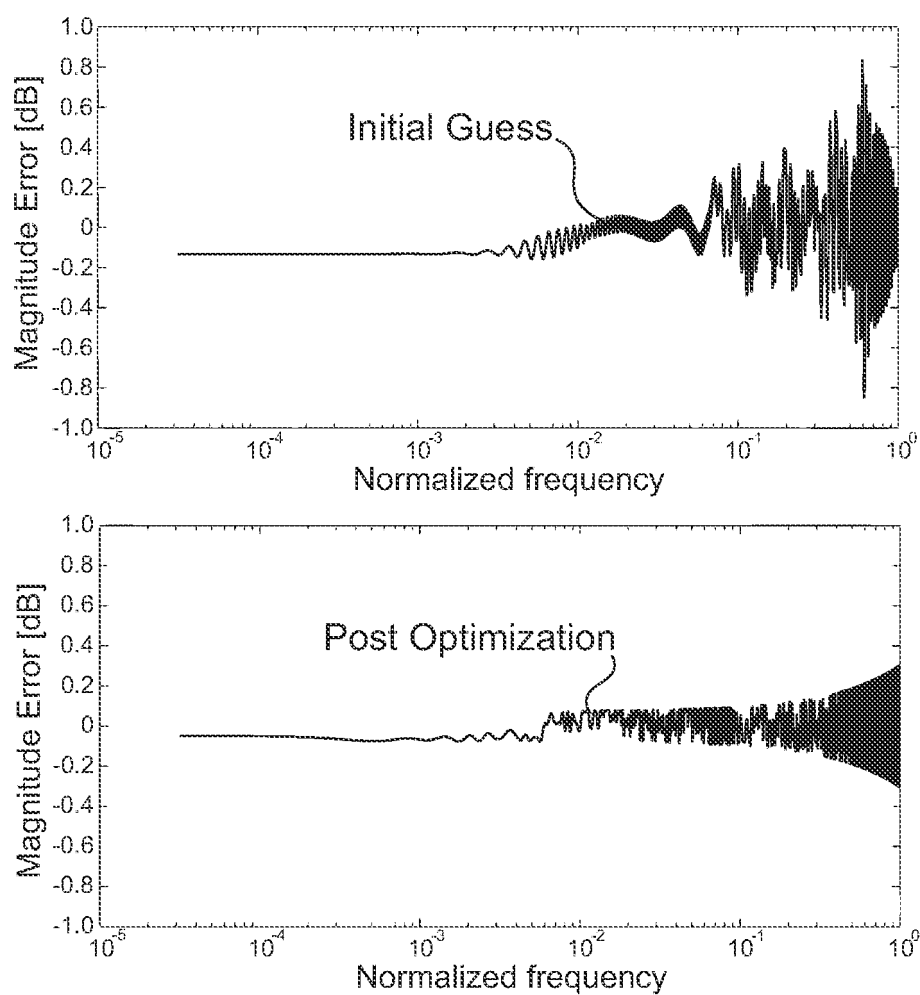 1.0
0.8
0.6
0.4
0.2
0
-0.2
-0.4
-0.6
-0.8
-1.0
Magnitude Error [dB]
Initial Guess
10^-5 10^-4 10^-3 10^-2 10^-1 10^0
Normalized frequency
1.0
0.8
0.6
0.4
0.2
0
-0.2
-0.4
-0.6
-0.8
-1.0
Magnitude Error [dB]
Post Optimization
10^-5 10^-4 10^-3 10^-2 10^-1 10^0
Normalized frequency